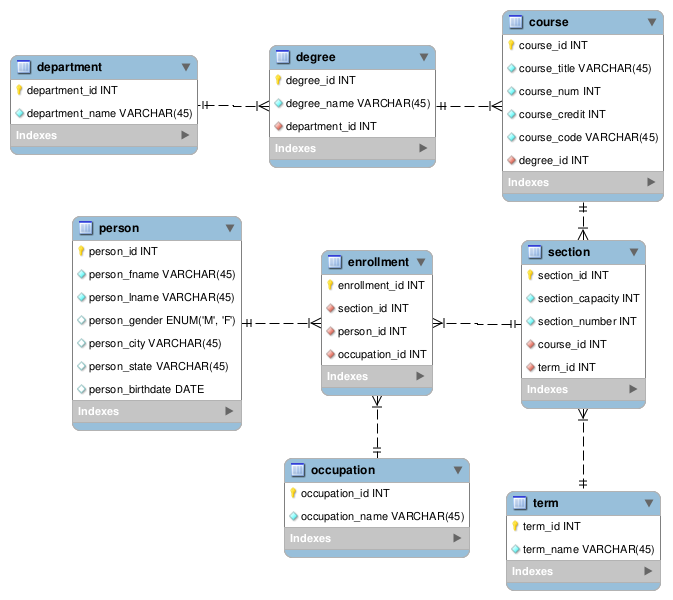 department
department_id INT
department_name VARCHAR(45)
Indexes
degree
degree_id INT
degree_name VARCHAR(45)
department_id INT
Indexes
course
course_id INT
course_title VARCHAR(45)
course_num INT
course_credit INT
course_code VARCHAR(45)
degree_id INT
Indexes
person
person_id INT
person_fname VARCHAR(45)
person_lname VARCHAR(45)
person_gender ENUM('M', 'F')
person_city VARCHAR(45)
person_state VARCHAR(45)
person_birthdate DATE
Indexes
enrollment
enrollment_id INT
section_id INT
person_id INT
occupation_id INT
Indexes
section
section_id INT
section_capacity INT
section_number INT
course_id INT
term_id INT
Indexes
occupation
occupation_id INT
occupation_name VARCHAR(45)
Indexes
term
term_id INT
term_name VARCHAR(45)
Indexes